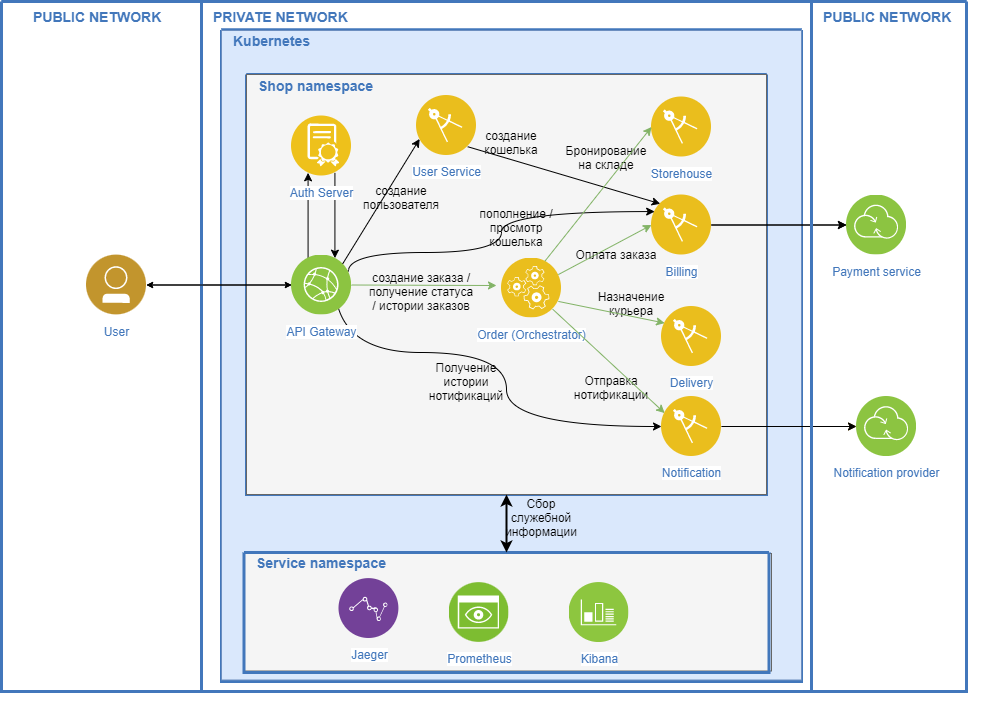 PUBLIC NETWORK
PRIVATE NETWORK
PUBLIC NETWORK
Kubernetes
Shop namespace
Auth Server
User Service
создание
кошелька
Бронирование
на складе
Storehouse
создание
пользователя
пополнение /
просмотр
кошелька
Оплата заказа
Billing
Payment service
User
API Gateway
создание заказа /
получение статуса
/ истории заказов
Order (Orchestrator)
Назначение
курьера
Delivery
Получение
истории
нотификаций
Отправка
нотификации
Notification
Notification provider
Сбор
служебной
информации
Service namespace
Jaeger
Prometheus
Kibana